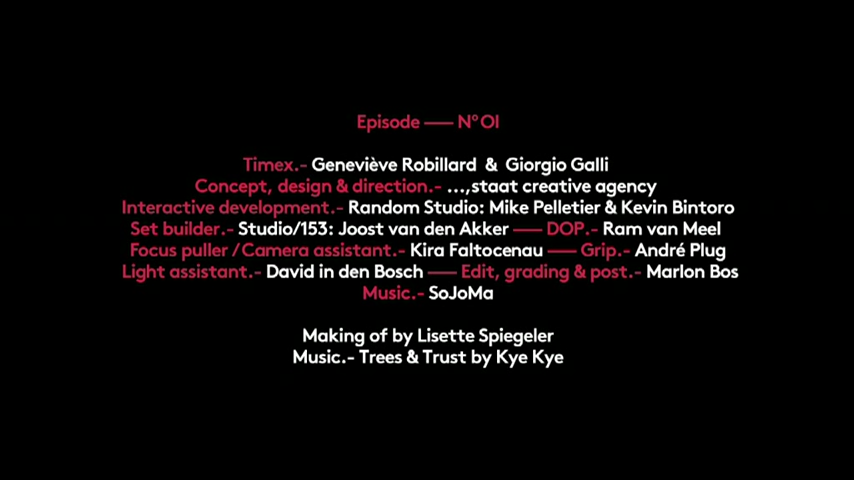 Episode — N° 01
Timex.- Geneviève Robillard & Giorgio Galli
Concept, design & direction.- ...,staat creative agency
Interactive development.- Random Studio: Mike Pelletier & Kevin Bintoro
Set builder.- Studio/153: Joost van den Akker — DOP.- Ram van Meel
Focus puller / Camera assistant.- Kira Faltocenau — Grip.- André Plug
Light assistant.- David in den Bosch — Edit, grading & post.- Marlon Bos
Music.- SoJoMa
Making of by Lisette Spiegeler
Music.- Trees & Trust by Kye Kye